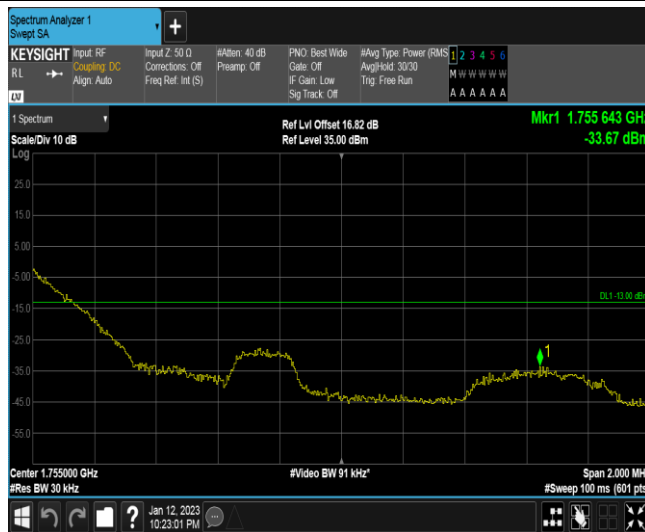 Spectrum Analyzer 1
Swept SA
+
KEYSIGHT
RL
LXI
Input: RF
Coupling: DC
Align: Auto
Input Z: 50 Ω
Corrections: Off
Freq Ref: Int (S)
#Atten: 40 dB
Preamp: Off
PNO: Best Wide
Gate: Off
IF Gain: Low
Sig Track: Off
#Avg Type: Power (RMS
Avg|Hold: 30/30
Trig: Free Run
1 2 3 4 5 6
M W W W W W
A A A A A A
1 Spectrum
Scale/Div 10 dB
Log
Ref Lvl Offset 16.82 dB
Ref Level 35.00 dBm
Mkr1 1.755 643 GHz
-33.67 dBm
25.0
15.0
5.00
-5.00
DL1 -13.00 dBm
-15.0
-25.0
1
-35.0
-45.0
-55.0
Center 1.755000 GHz
#Res BW 30 kHz
#Video BW 91 kHz*
Span 2.000 MH
#Sweep 100 ms (601 pts
?
Jan 12, 2023
10:23:01 PM